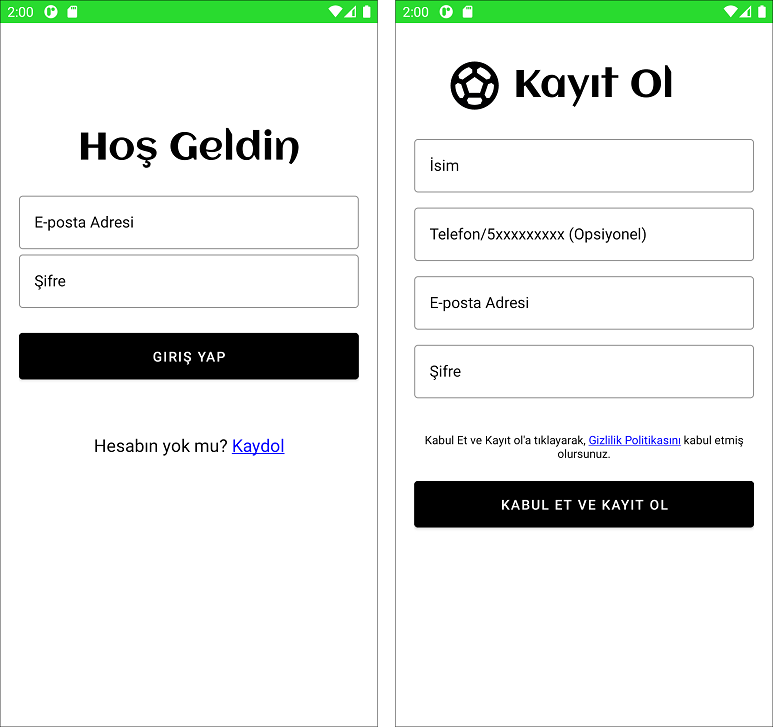 2:00
Hoş Geldin
E-posta Adresi
Şifre
GIRIŞ YAP
Hesabın yok mu? Kaydol
2:00
Kayıt Ol
İsim
Telefon/5xxxxxxxxx (Opsiyonel)
E-posta Adresi
Şifre
Kabul Et ve Kayıt ol'a tıklayarak, Gizlilik Politikasını kabul etmiş
olursunuz.
KABUL ET VE KAYIT OL